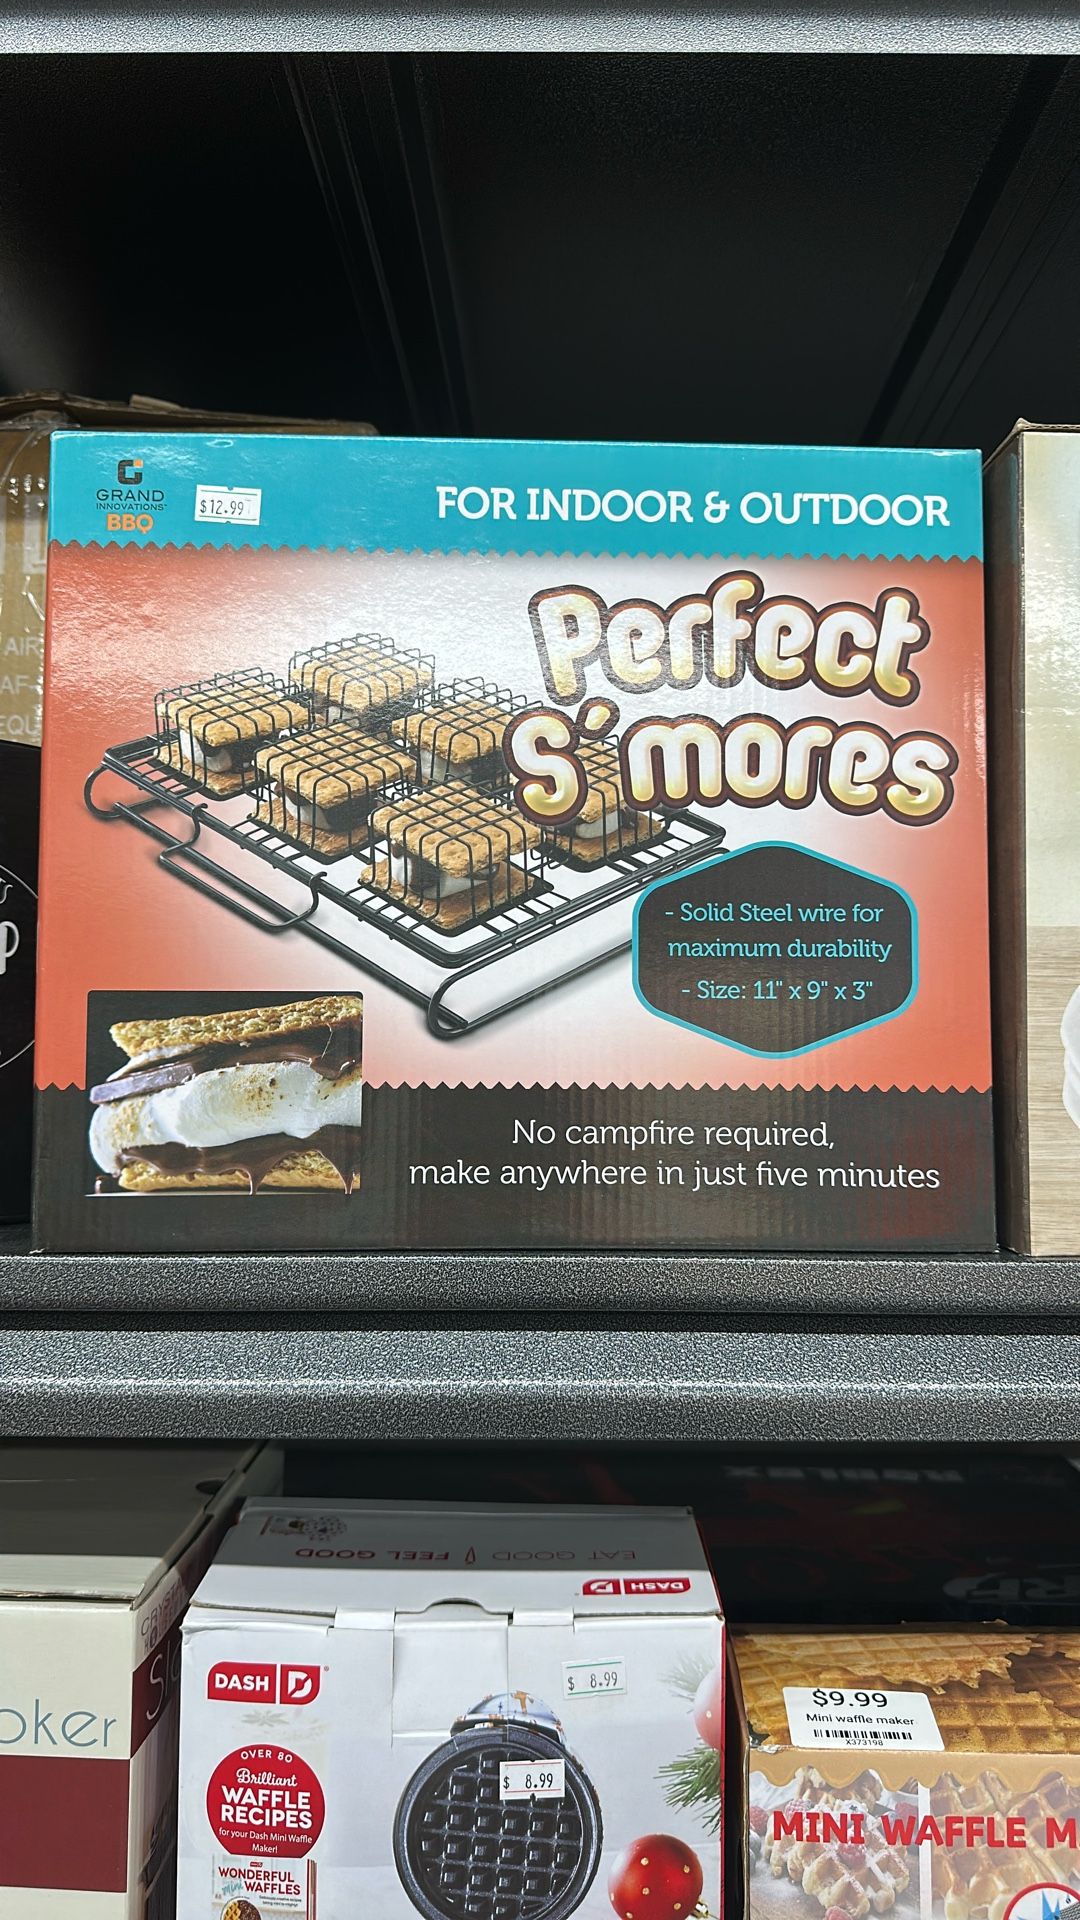 GRAND
INNOVATIONS
BBQ
$12.99
FOR INDOOR & OUTDOOR
Perfect
S'mores
- Solid Steel wire for
maximum durability
- Size: 11" x 9" x 3"
No campfire required,
make anywhere in just five minutes
AIR
EAT GOOD FEEL GOOD
DASH
DASH
$ 8.99
OVER 80
Brilliant
WAFFLE
RECIPES
for your Dash Mini Waffle
Maker!
WONDERFUL
mini WAFFLES
$ 8.99
oker
$9.99
Mini waffle maker
X373198
MINI WAFFLE M